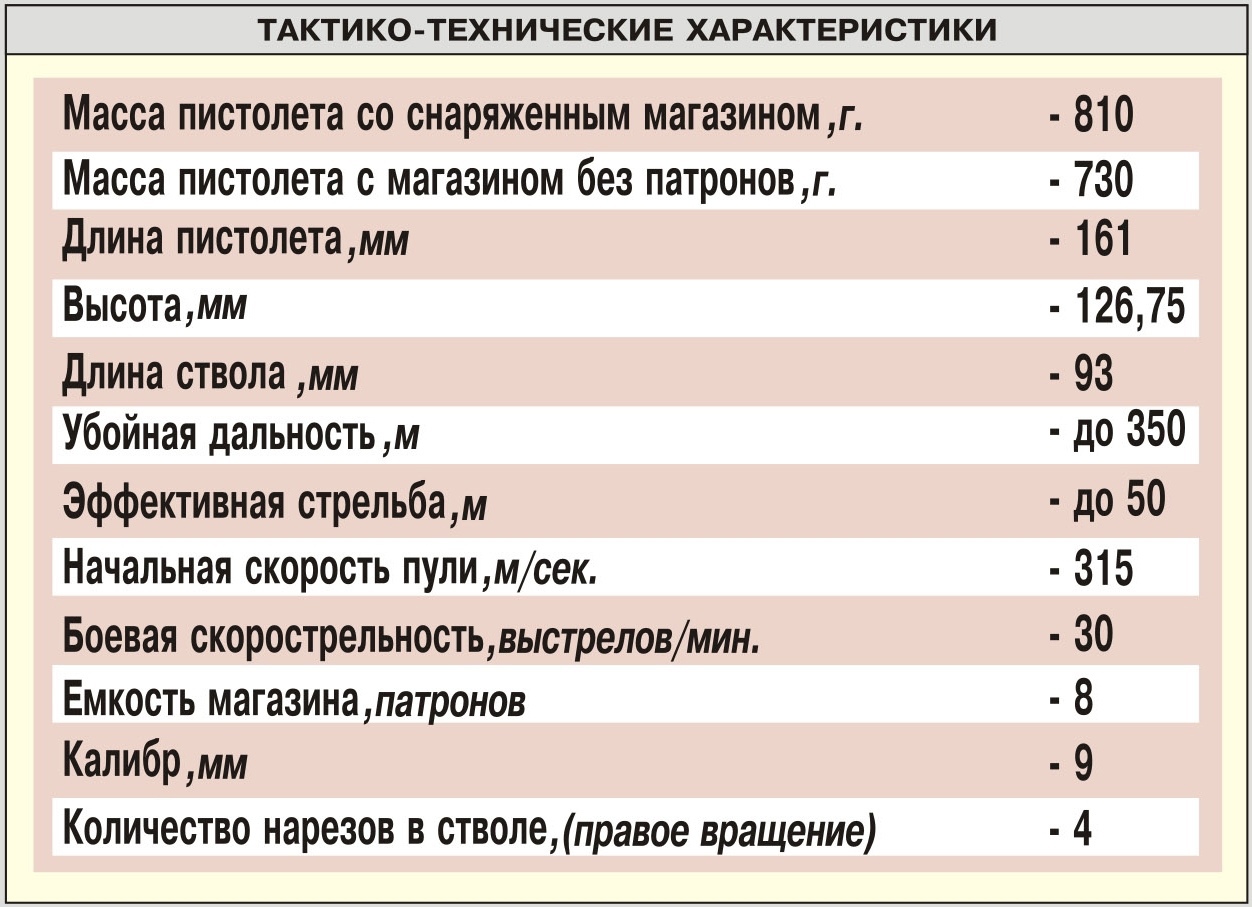 ТАКТИКО-ТЕХНИЧЕСКИЕ ХАРАКТЕРИСТИКИ
Масса пистолета со снаряженным магазином,г. - 810
Масса пистолета с магазином без патронов,г. - 730
Длина пистолета,мм - 161
Высота,мм - 126,75
Длина ствола ,мм - 93
Убойная дальность,м - до 350
Эффективная стрельба,м - до 50
Начальная скорость пули,м/сек. - 315
Боевая скорострельность,выстрелов/мин. - 30
Емкость магазина,патронов - 8
Калибр,мм - 9
Количество нарезов в стволе,(правое вращение) - 4